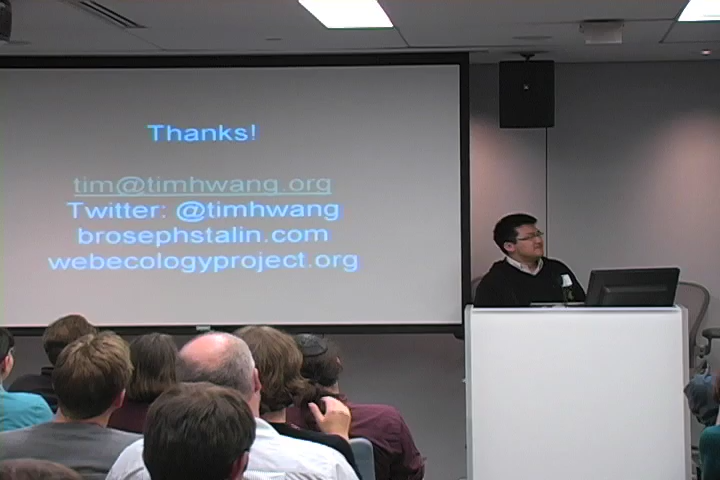 Thanks!
tim@timhwang.org
Twitter: @timhwang
brosephstalin.com
webecologyproject.org